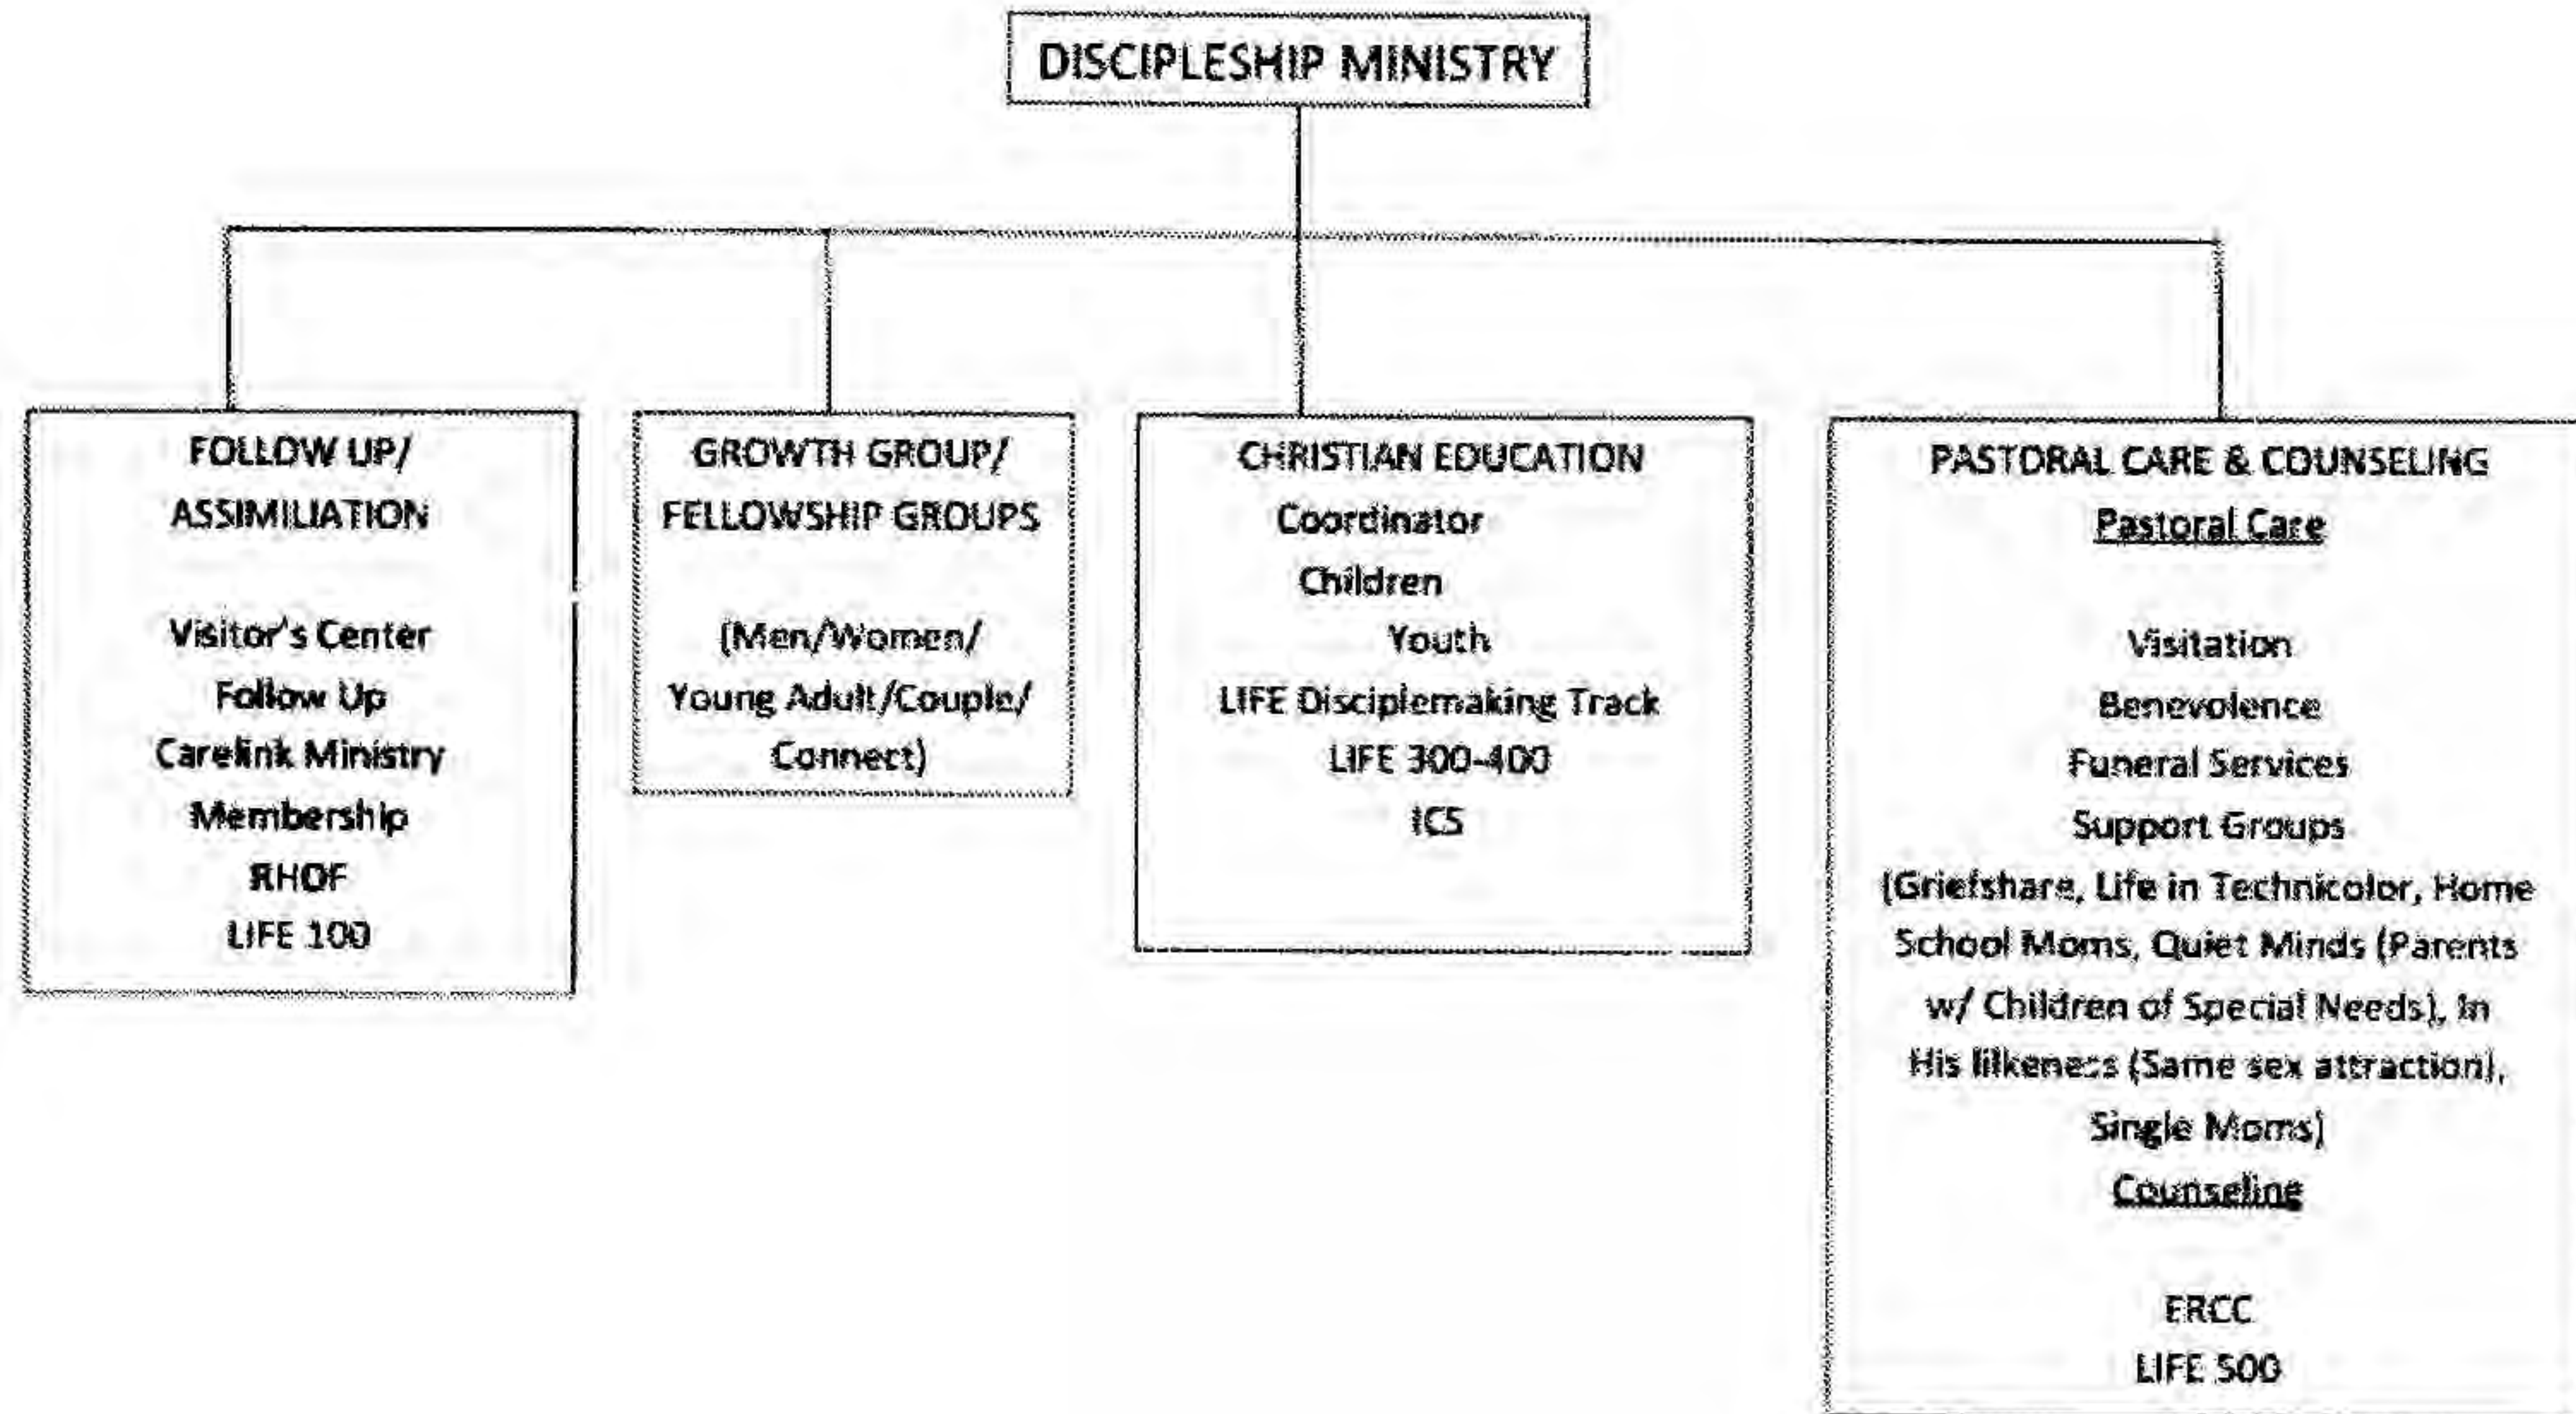 DISCIPLESHIP MINISTRY
FOLLOW UP/
ASSIMILIATION
Visitor's Center
Follow Up
Carelink Ministry
Membership
RHOF
LIFE 100
GROWTH GROUP/
FELLOWSHIP GROUPS
(Men/Women/
Young Adult/Couple/
Connect)
CHRISTIAN EDUCATION
Coordinator
Children
Youth
LIFE Disciplemaking Track
LIFE 300-400
ICS
PASTORAL CARE & COUNSELING
Pastoral Care
Visitation
Benevolence
Funeral Services
Support Groups
(Griefshare, Life in Technicolor, Home
School Moms, Quiet Minds (Parents
w/ Children of Special Needs), In
His lilkeness (Same sex attraction),
Single Moms)
Counseling
ERCC
LIFE 500